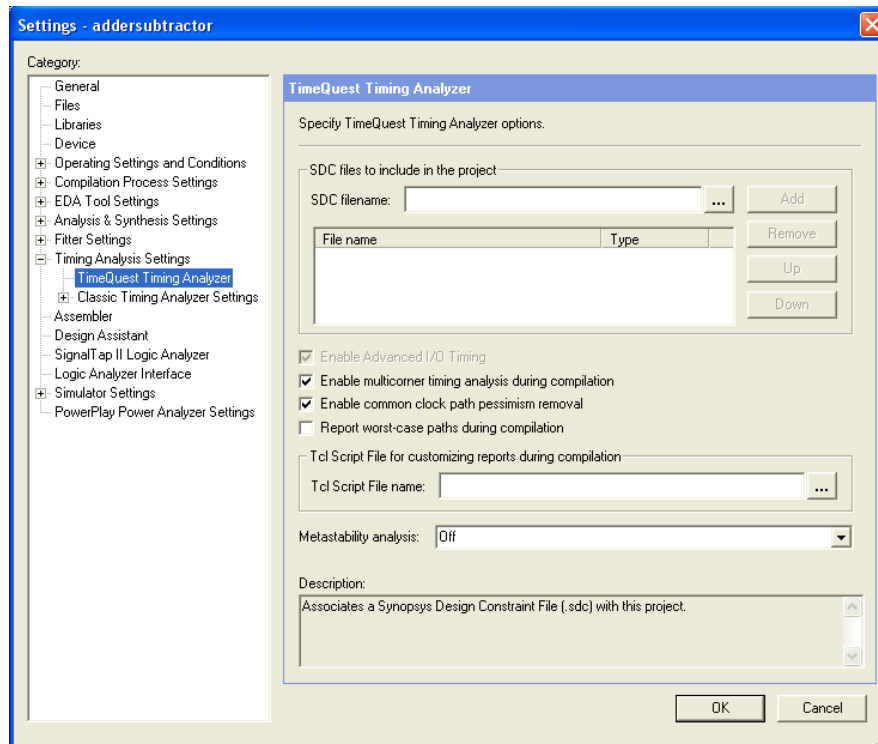 Settings - addersubtractor
Category:
General
Files
Libraries
Device
Operating Settings and Conditions
Compilation Process Settings
EDA Tool Settings
Analysis & Synthesis Settings
Fitter Settings
Timing Analysis Settings
TimeQuest Timing Analyzer
Classic Timing Analyzer Settings
Assembler
Design Assistant
SignalTap II Logic Analyzer
Logic Analyzer Interface
Simulator Settings
PowerPlay Power Analyzer Settings
TimeQuest Timing Analyzer
Specify TimeQuest Timing Analyzer options.
SDC files to include in the project
SDC filename: ... Add
File name Type Remove
Up
Down
Enable Advanced I/O Timing
Enable multicorner timing analysis during compilation
Enable common clock path pessimism removal
Report worst-case paths during compilation
Tcl Script File for customizing reports during compilation
Tcl Script File name: ...
Metastability analysis: Off
Description:
Associates a Synopsys Design Constraint File (.sdc) with this project.
OK Cancel